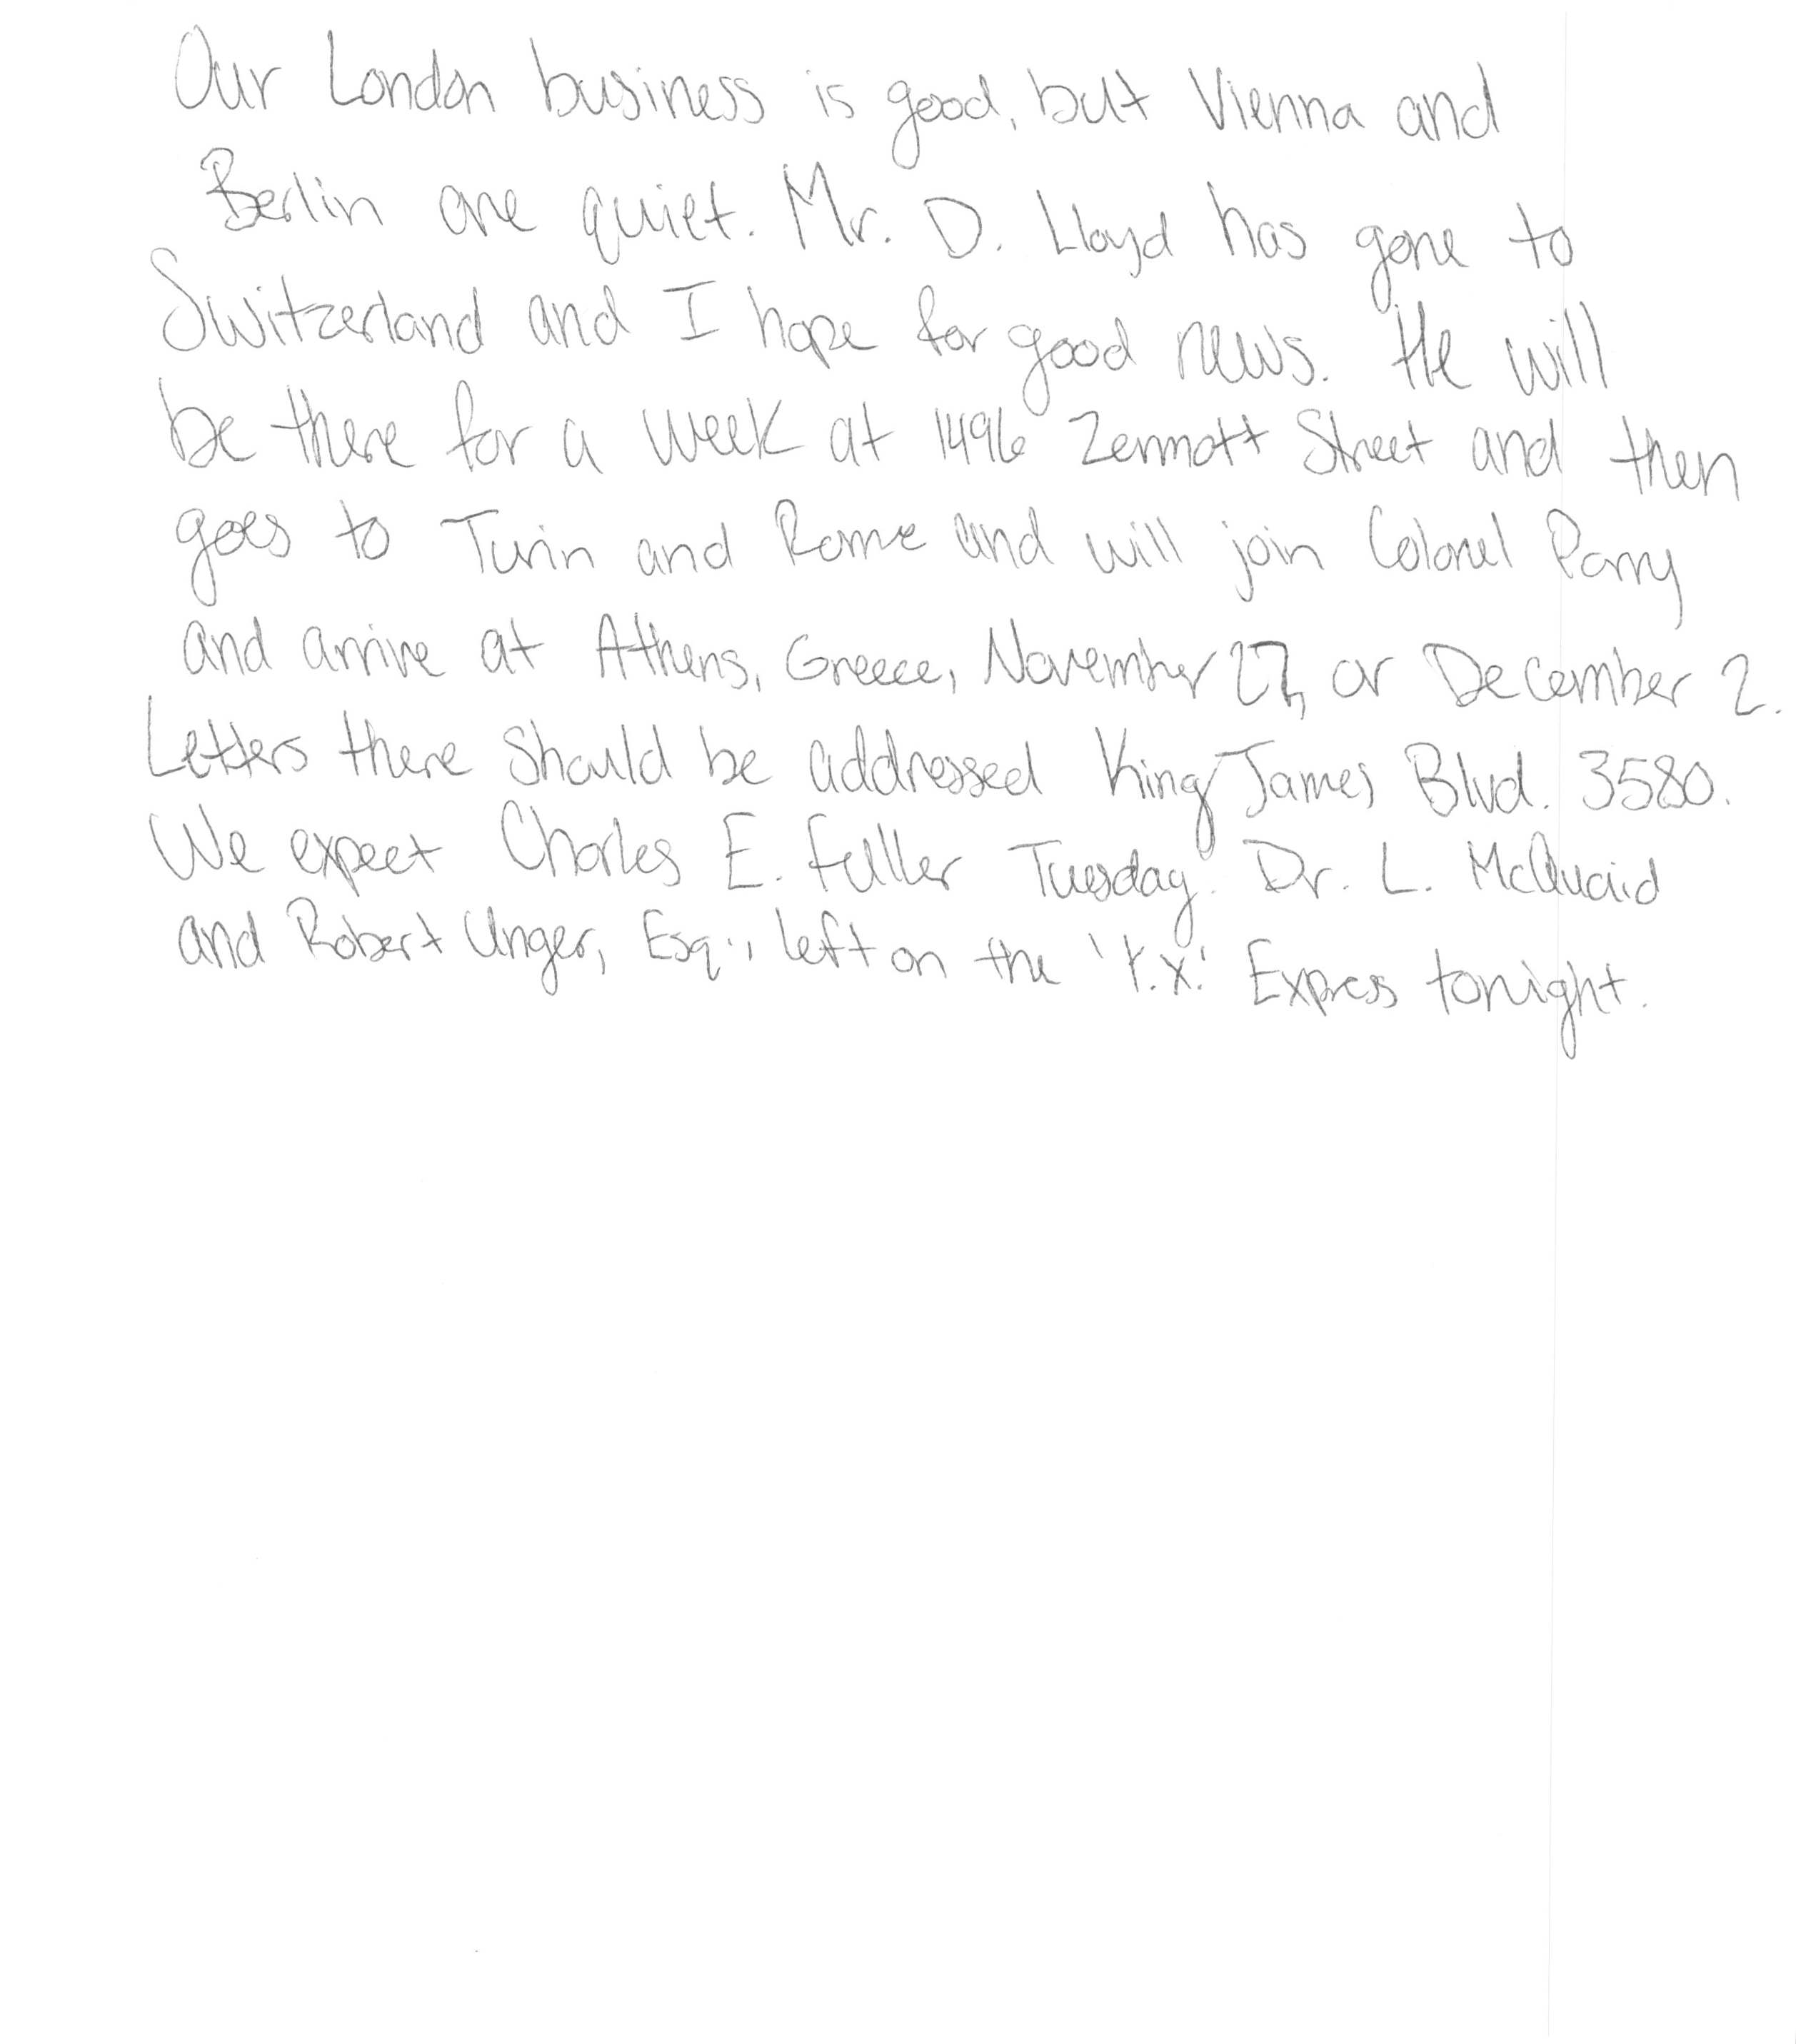 Our London business is good, but Vienna and
Berlin are quiet. Mr. D. Lloyd has gone to
Switzerland and I hope for good news. He will
be there for a week at 1496 Zermott Street and then
goes to Turin and Rome and will join Colonel Parry
and arrive at Athens, Greece, November 27, or December 2.
Letters there should be addressed King James Blvd. 3580.
We expect Charles E. Fuller Tuesday. Dr. L. McQuaid
and Robert Unger, Esq., left on the 'Y.X.' Express tonight.